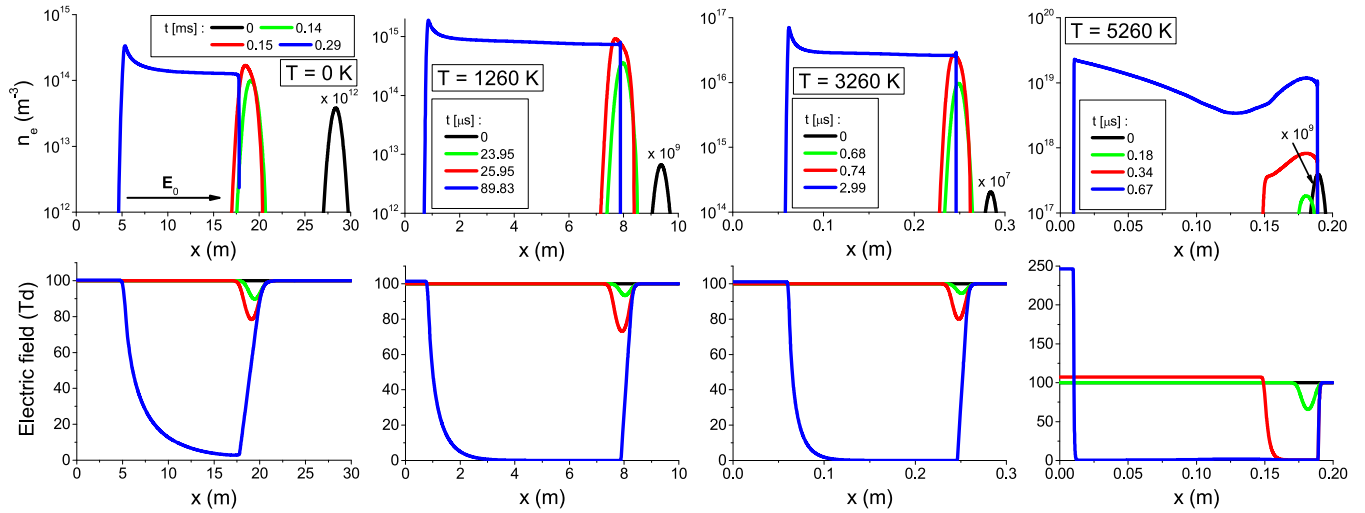 n_e (m^-3)
10^15
10^14
10^13
10^12
t [ms] :
0
0.14
0.15
0.29
T = 0 K
x 10^12
E_0
0 5 10 15 20 25 30
x (m)
10^15
10^14
10^13
10^12
T = 1260 K
t [µs] :
0
23.95
25.95
89.83
x 10^9
0 2 4 6 8 10
x (m)
10^17
10^16
10^15
10^14
T = 3260 K
t [µs] :
0
0.68
0.74
2.99
x 10^7
0.0 0.1 0.2 0.3
x (m)
10^20
10^19
10^18
10^17
T = 5260 K
t [µs] :
0
0.18
0.34
0.67
x 10^9
0.00 0.05 0.10 0.15 0.20
x (m)
Electric field (Td)
100
80
60
40
20
0
0 5 10 15 20 25 30
x (m)
100
80
60
40
20
0
0 2 4 6 8 10
x (m)
100
80
60
40
20
0
0.0 0.1 0.2 0.3
x (m)
250
200
150
100
50
0
0.00 0.05 0.10 0.15 0.20
x (m)